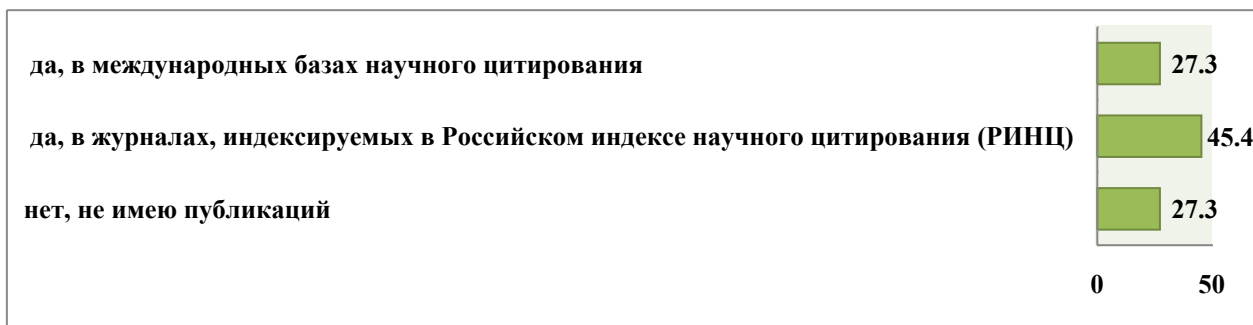 да, в международных базах научного цитирования 27.3
да, в журналах, индексируемых в Российском индексе научного цитирования (РИНЦ) 45.4
нет, не имею публикаций 27.3
0 50